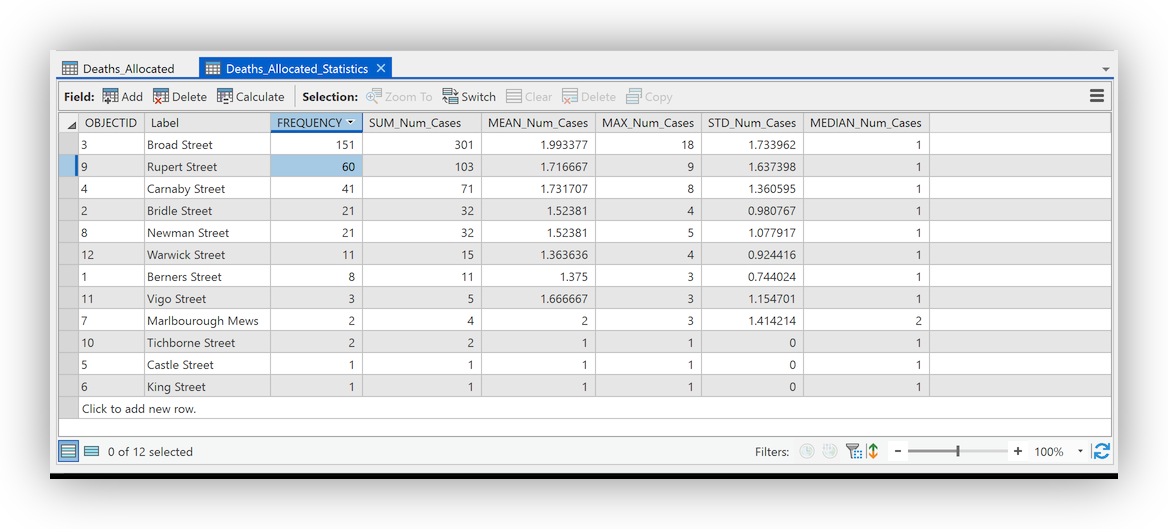 Deaths_Allocated Deaths_Allocated_Statistics
Field: Add Delete Calculate Selection: Zoom To Switch Clear Delete Copy
OBJECTID Label FREQUENCY SUM_Num_Cases MEAN_Num_Cases MAX_Num_Cases STD_Num_Cases MEDIAN_Num_Cases
3 Broad Street 151 301 1.993377 18 1.733962 1
9 Rupert Street 60 103 1.716667 9 1.637398 1
4 Carnaby Street 41 71 1.731707 8 1.360595 1
2 Bridle Street 21 32 1.52381 4 0.980767 1
8 Newman Street 21 32 1.52381 5 1.077917 1
12 Warwick Street 11 15 1.363636 4 0.924416 1
1 Berners Street 8 11 1.375 3 0.744024 1
11 Vigo Street 3 5 1.666667 3 1.154701 1
7 Marlbourough Mews 2 4 2 3 1.414214 2
10 Tichborne Street 2 2 1 1 0 1
5 Castle Street 1 1 1 1 0 1
6 King Street 1 1 1 1 0 1
Click to add new row.
0 of 12 selected Filters: - + 100%